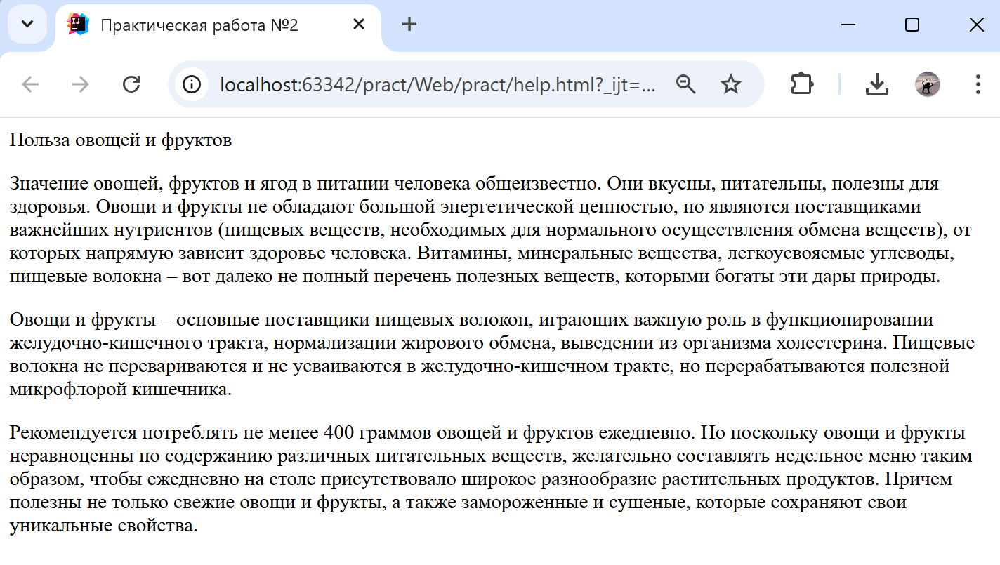 Практическая работа №2
localhost:63342/pract/Web/pract/help.html?_ijt=...
Польза овощей и фруктов
Значение овощей, фруктов и ягод в питании человека общеизвестно. Они вкусны, питательны, полезны для
здоровья. Овощи и фрукты не обладают большой энергетической ценностью, но являются поставщиками
важнейших нутриентов (пищевых веществ, необходимых для нормального осуществления обмена веществ), от
которых напрямую зависит здоровье человека. Витамины, минеральные вещества, легкоусвояемые углеводы,
пищевые волокна – вот далеко не полный перечень полезных веществ, которыми богаты эти дары природы.
Овощи и фрукты – основные поставщики пищевых волокон, играющих важную роль в функционировании
желудочно-кишечного тракта, нормализации жирового обмена, выведении из организма холестерина. Пищевые
волокна не перевариваются и не усваиваются в желудочно-кишечном тракте, но перерабатываются полезной
микрофлорой кишечника.
Рекомендуется потреблять не менее 400 граммов овощей и фруктов ежедневно. Но поскольку овощи и фрукты
неравноценны по содержанию различных питательных веществ, желательно составлять недельное меню таким
образом, чтобы ежедневно на столе присутствовало широкое разнообразие растительных продуктов. Причем
полезны не только свежие овощи и фрукты, а также замороженные и сушеные, которые сохраняют свои
уникальные свойства.